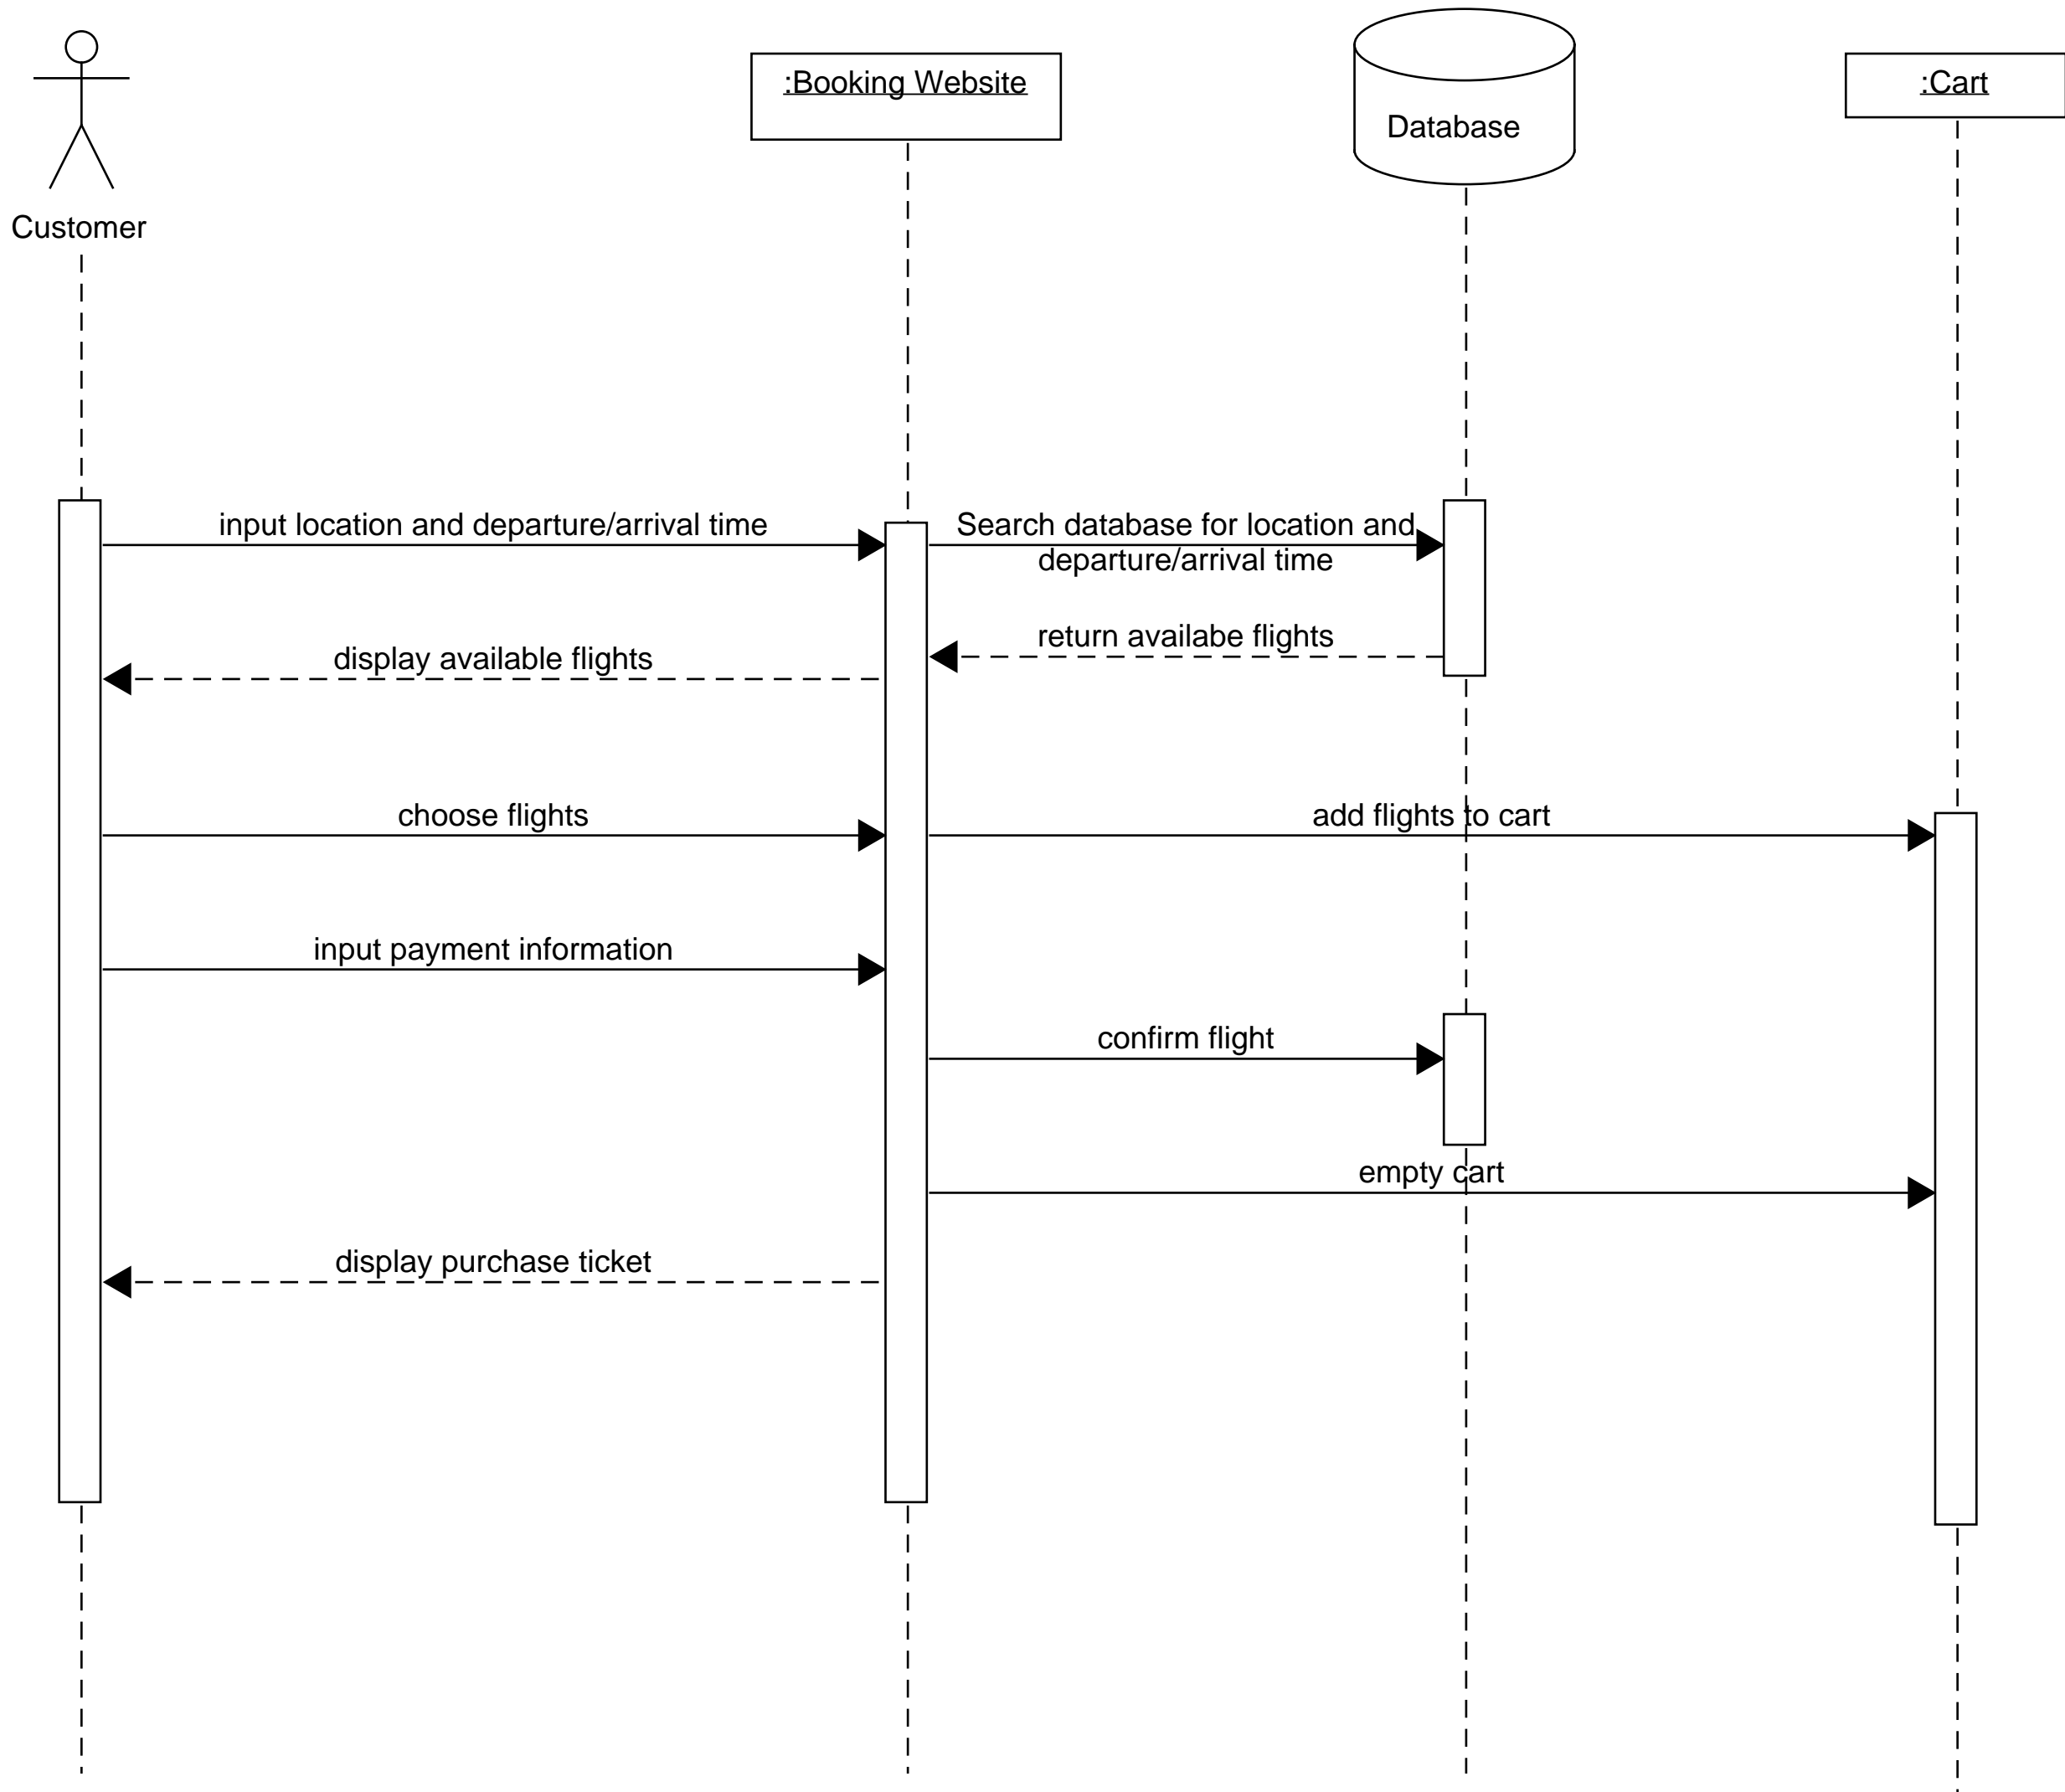 :Booking Website
:Cart
Database
Customer
input location and departure/arrival time
Search database for location and
departure/arrival time
return availabe flights
display available flights
choose flights
add flights to cart
input payment information
confirm flight
empty cart
display purchase ticket